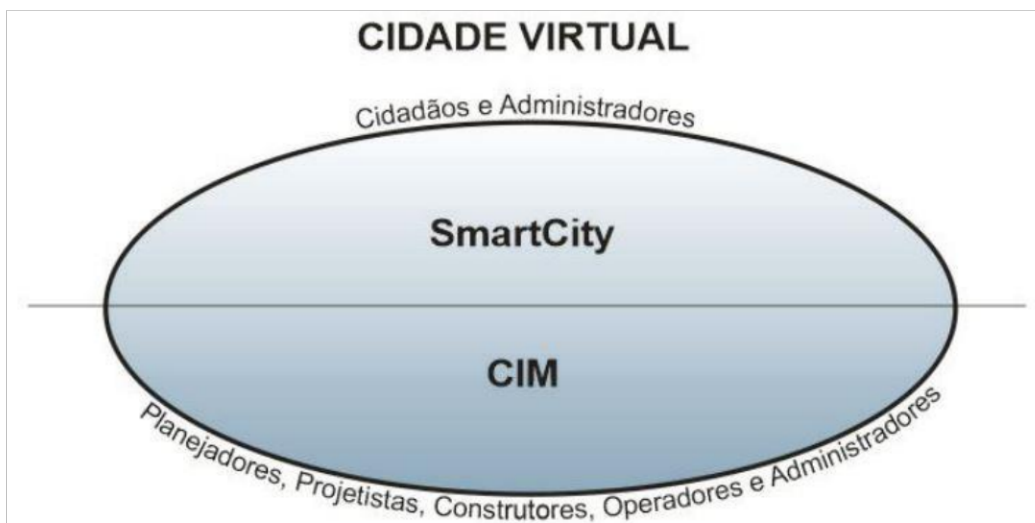 CIDADE VIRTUAL
Cidadãos e Administradores
SmartCity
CIM
Planejadores, Projetistas, Construtores, Operadores e Administradores